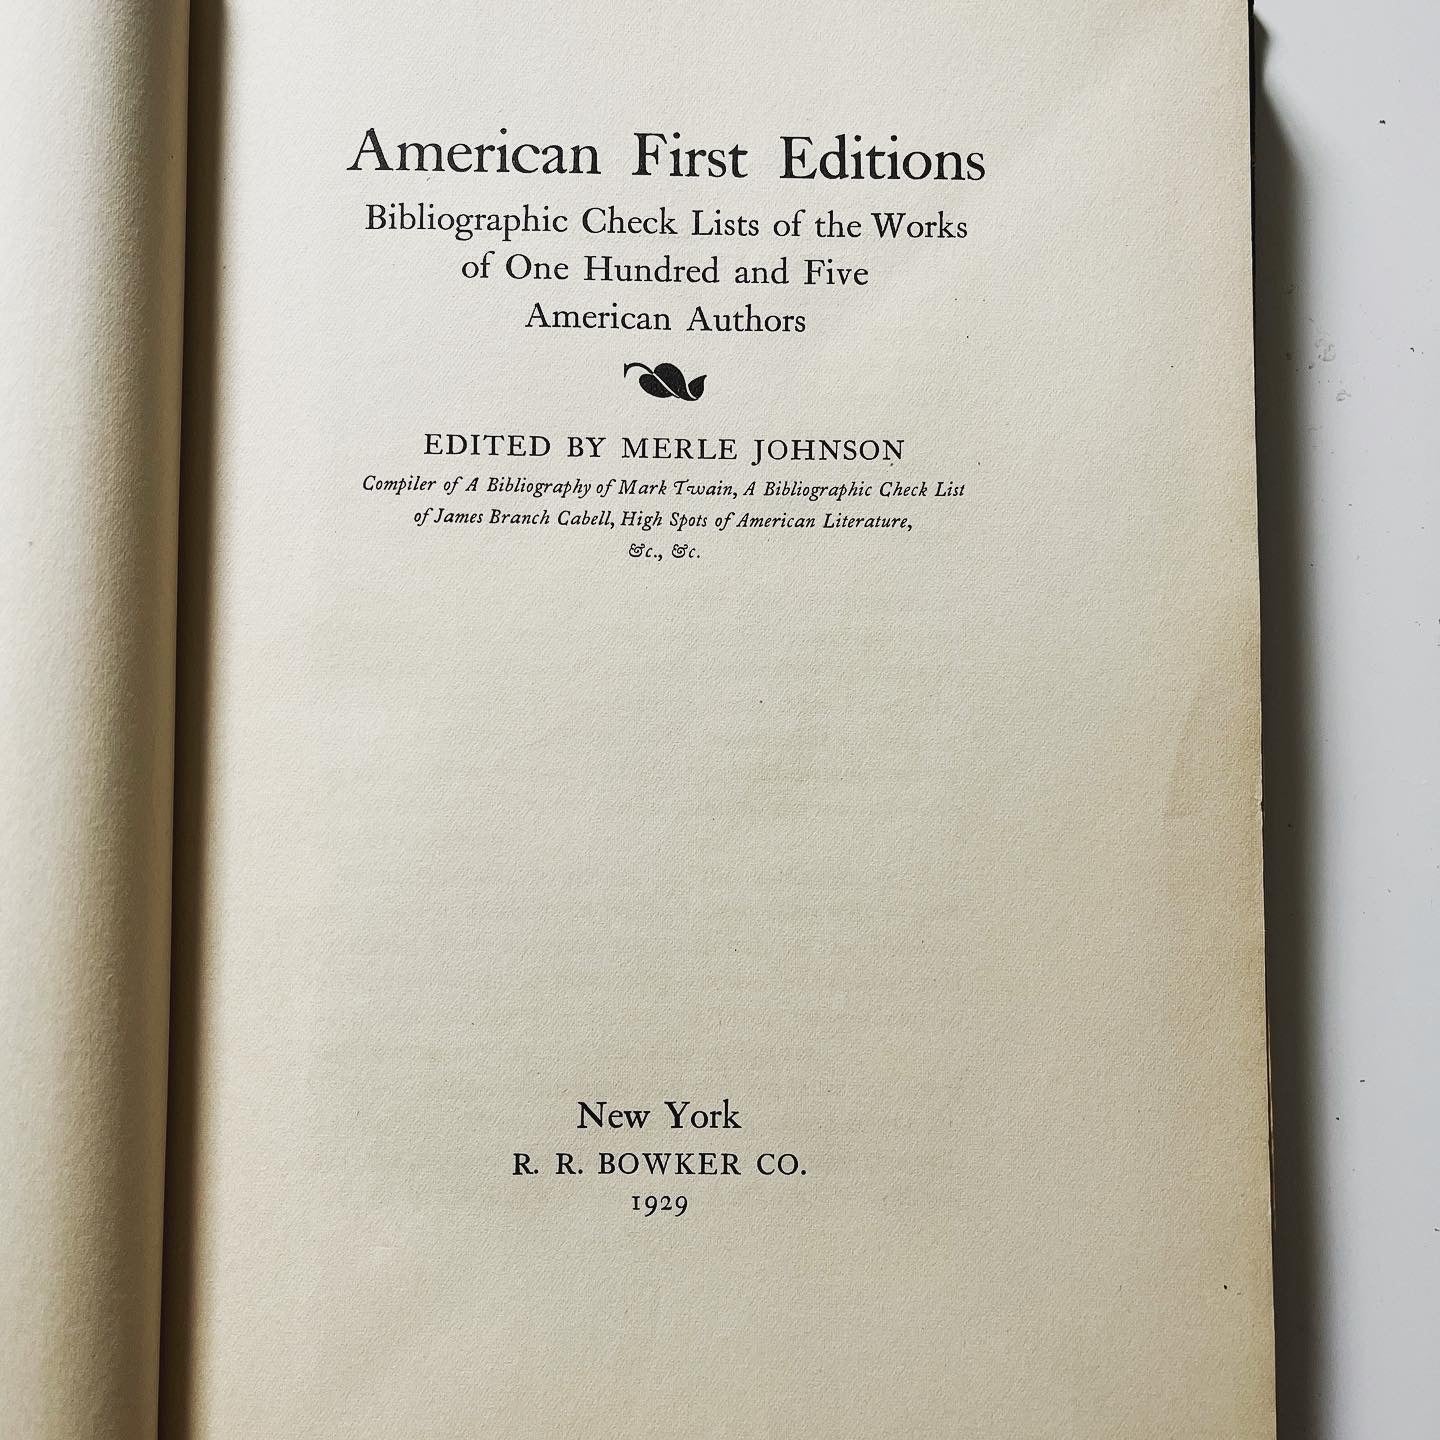 American First Editions
Bibliographic Check Lists of the Works
of One Hundred and Five
American Authors
EDITED BY MERLE JOHNSON
Compiler of A Bibliography of Mark Twain, A Bibliographic Check List
of James Branch Cabell, High Spots of American Literature,
&c., &c.
New York
R. R. BOWKER CO.
1929